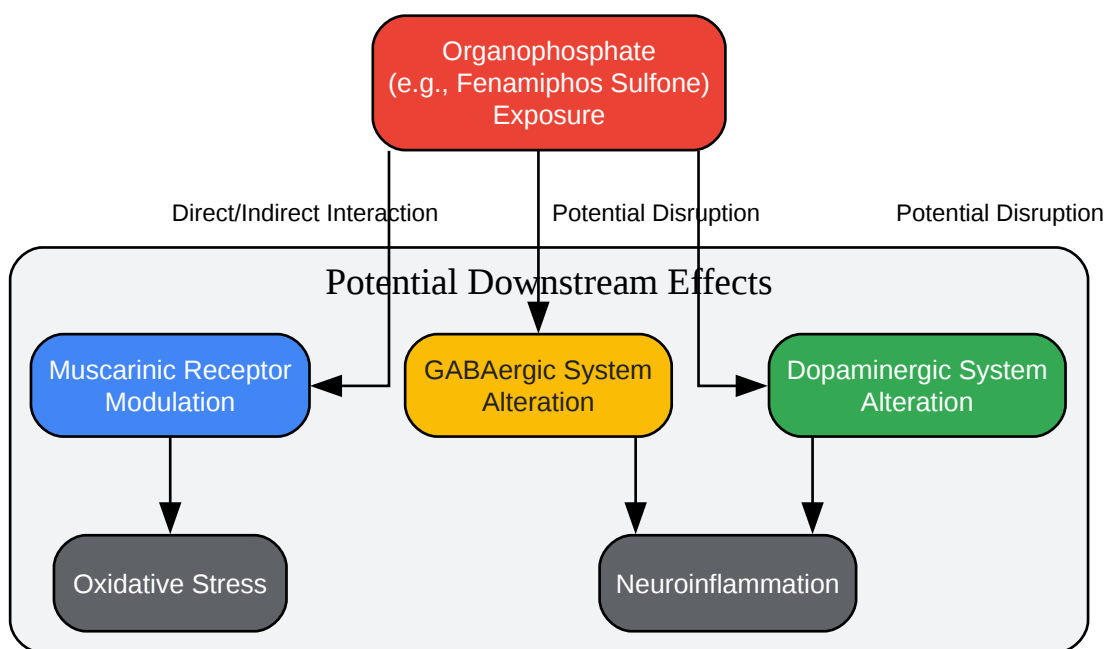 Organophosphate
(e.g., Fenamiphos Sulfone)
Exposure
Direct/Indirect Interaction
Potential Disruption
Potential Disruption
Potential Downstream Effects
Muscarinic Receptor
Modulation
GABAergic System
Alteration
Dopaminergic System
Alteration
Oxidative Stress
Neuroinflammation